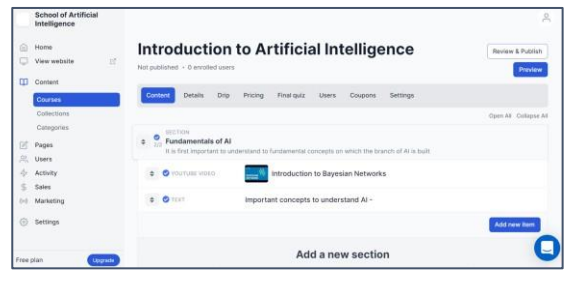 School of Artificial
Intelligence
Home
View website
Content
Courses
Collections
Categories
Pages
Users
Activity
Sales
Marketing
Settings
Free plan
Upgrade
Introduction to Artificial Intelligence
Not published • 0 enrolled users
Review & Publish
Preview
Content Details Drip Pricing Final quiz Users Coupons Settings
Open All Collapse All
SECTION
Fundamentals of AI
It is first important to understand to fundamental concepts on which the branch of AI is built
YOUTUBE VIDEO Introduction to Bayesian Networks
TEXT Important concepts to understand AI -
Add new item
Add a new section